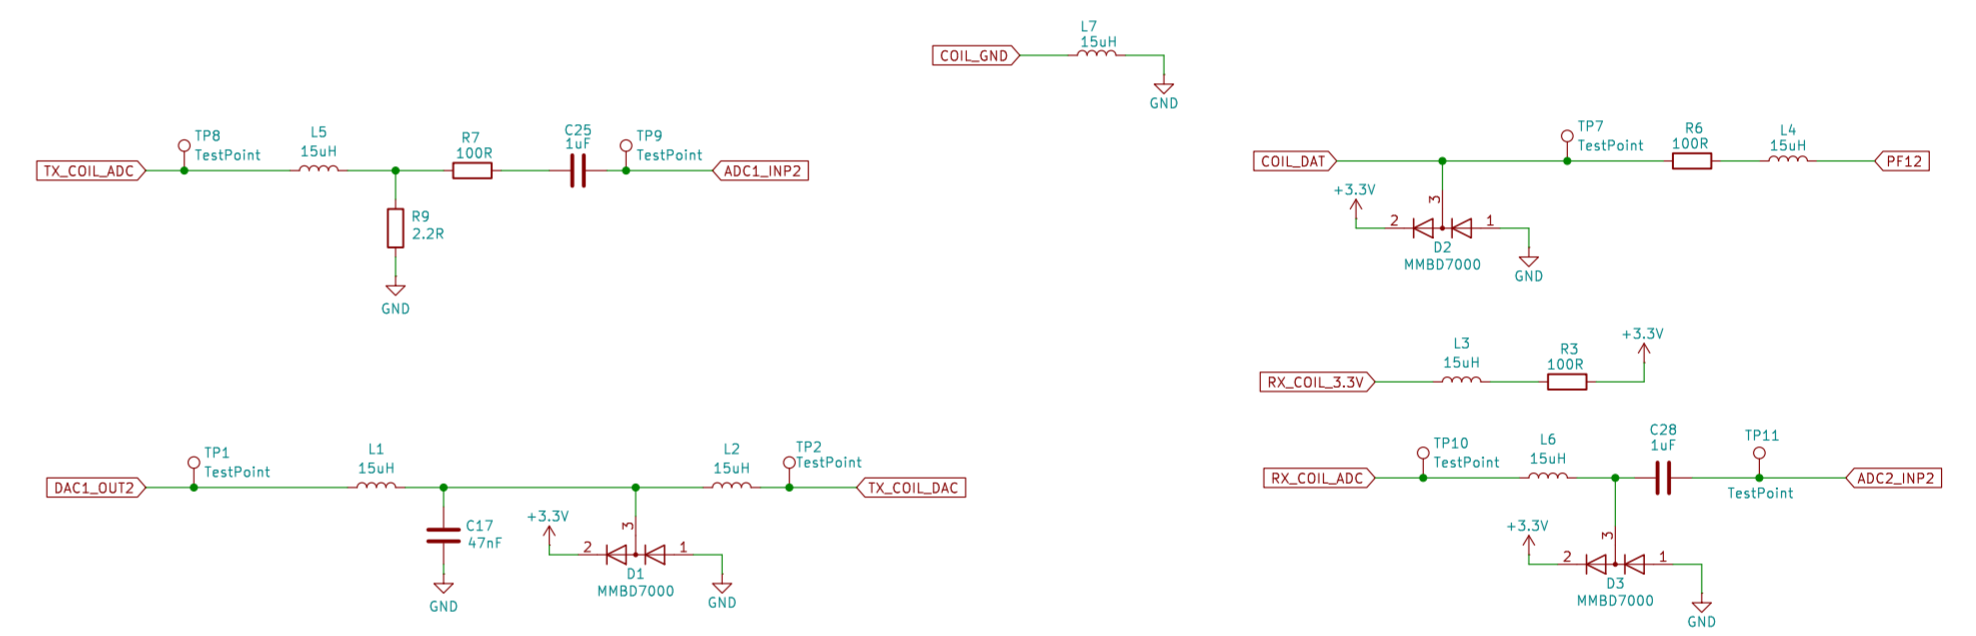 L7
15uH
COIL_GND
GND
TP8
TestPoint
L5
15uH
R7
100R
C25
1uF
TP9
TestPoint
TX_COIL_ADC
ADC1_INP2
R9
2.2R
GND
TP7
TestPoint
R6
100R
L4
15uH
COIL_DAT
PF12
+3.3V
3
2
1
D2
MMBD7000
GND
L3
15uH
R3
100R
+3.3V
RX_COIL_3.3V
TP1
TestPoint
L1
15uH
L2
15uH
TP2
TestPoint
DAC1_OUT2
TX_COIL_DAC
C17
47nF
GND
+3.3V
3
2
1
D1
MMBD7000
GND
TP10
TestPoint
L6
15uH
C28
1uF
TP11
TestPoint
RX_COIL_ADC
ADC2_INP2
+3.3V
3
2
1
D3
MMBD7000
GND